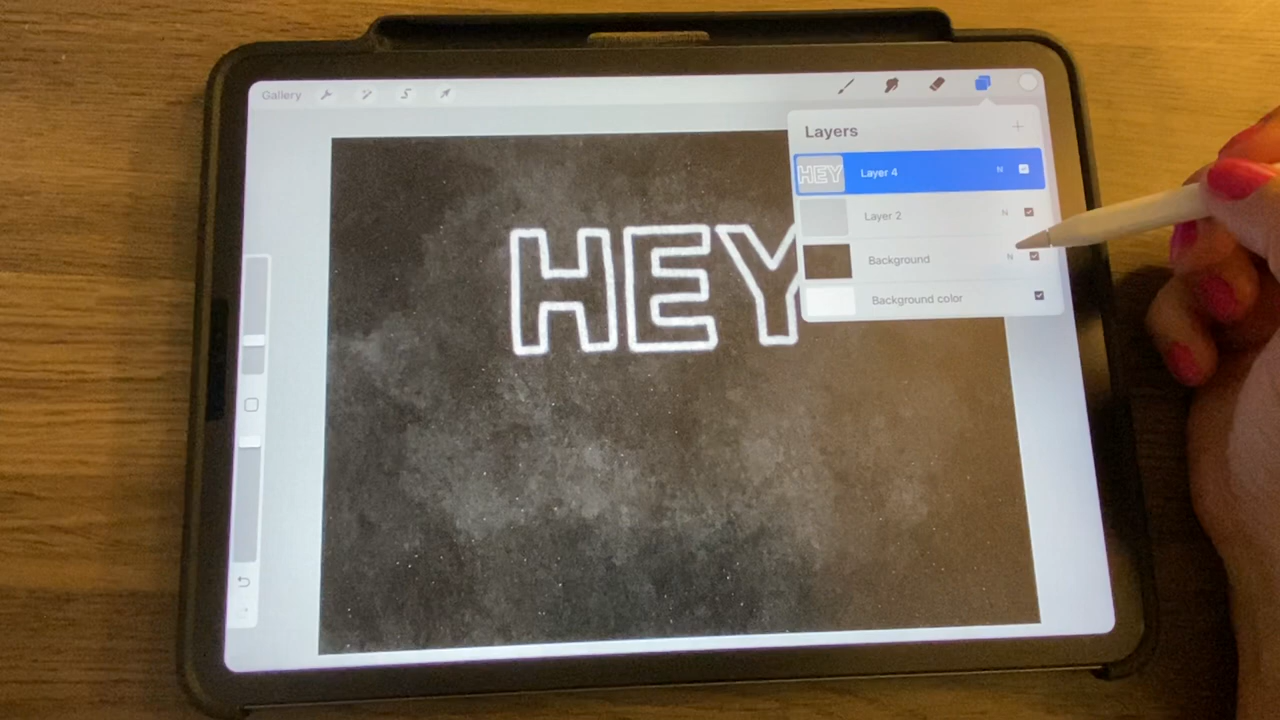 Gallery
Layers
HEY Layer 4 N
Layer 2 N
Background N
Background color
HEY